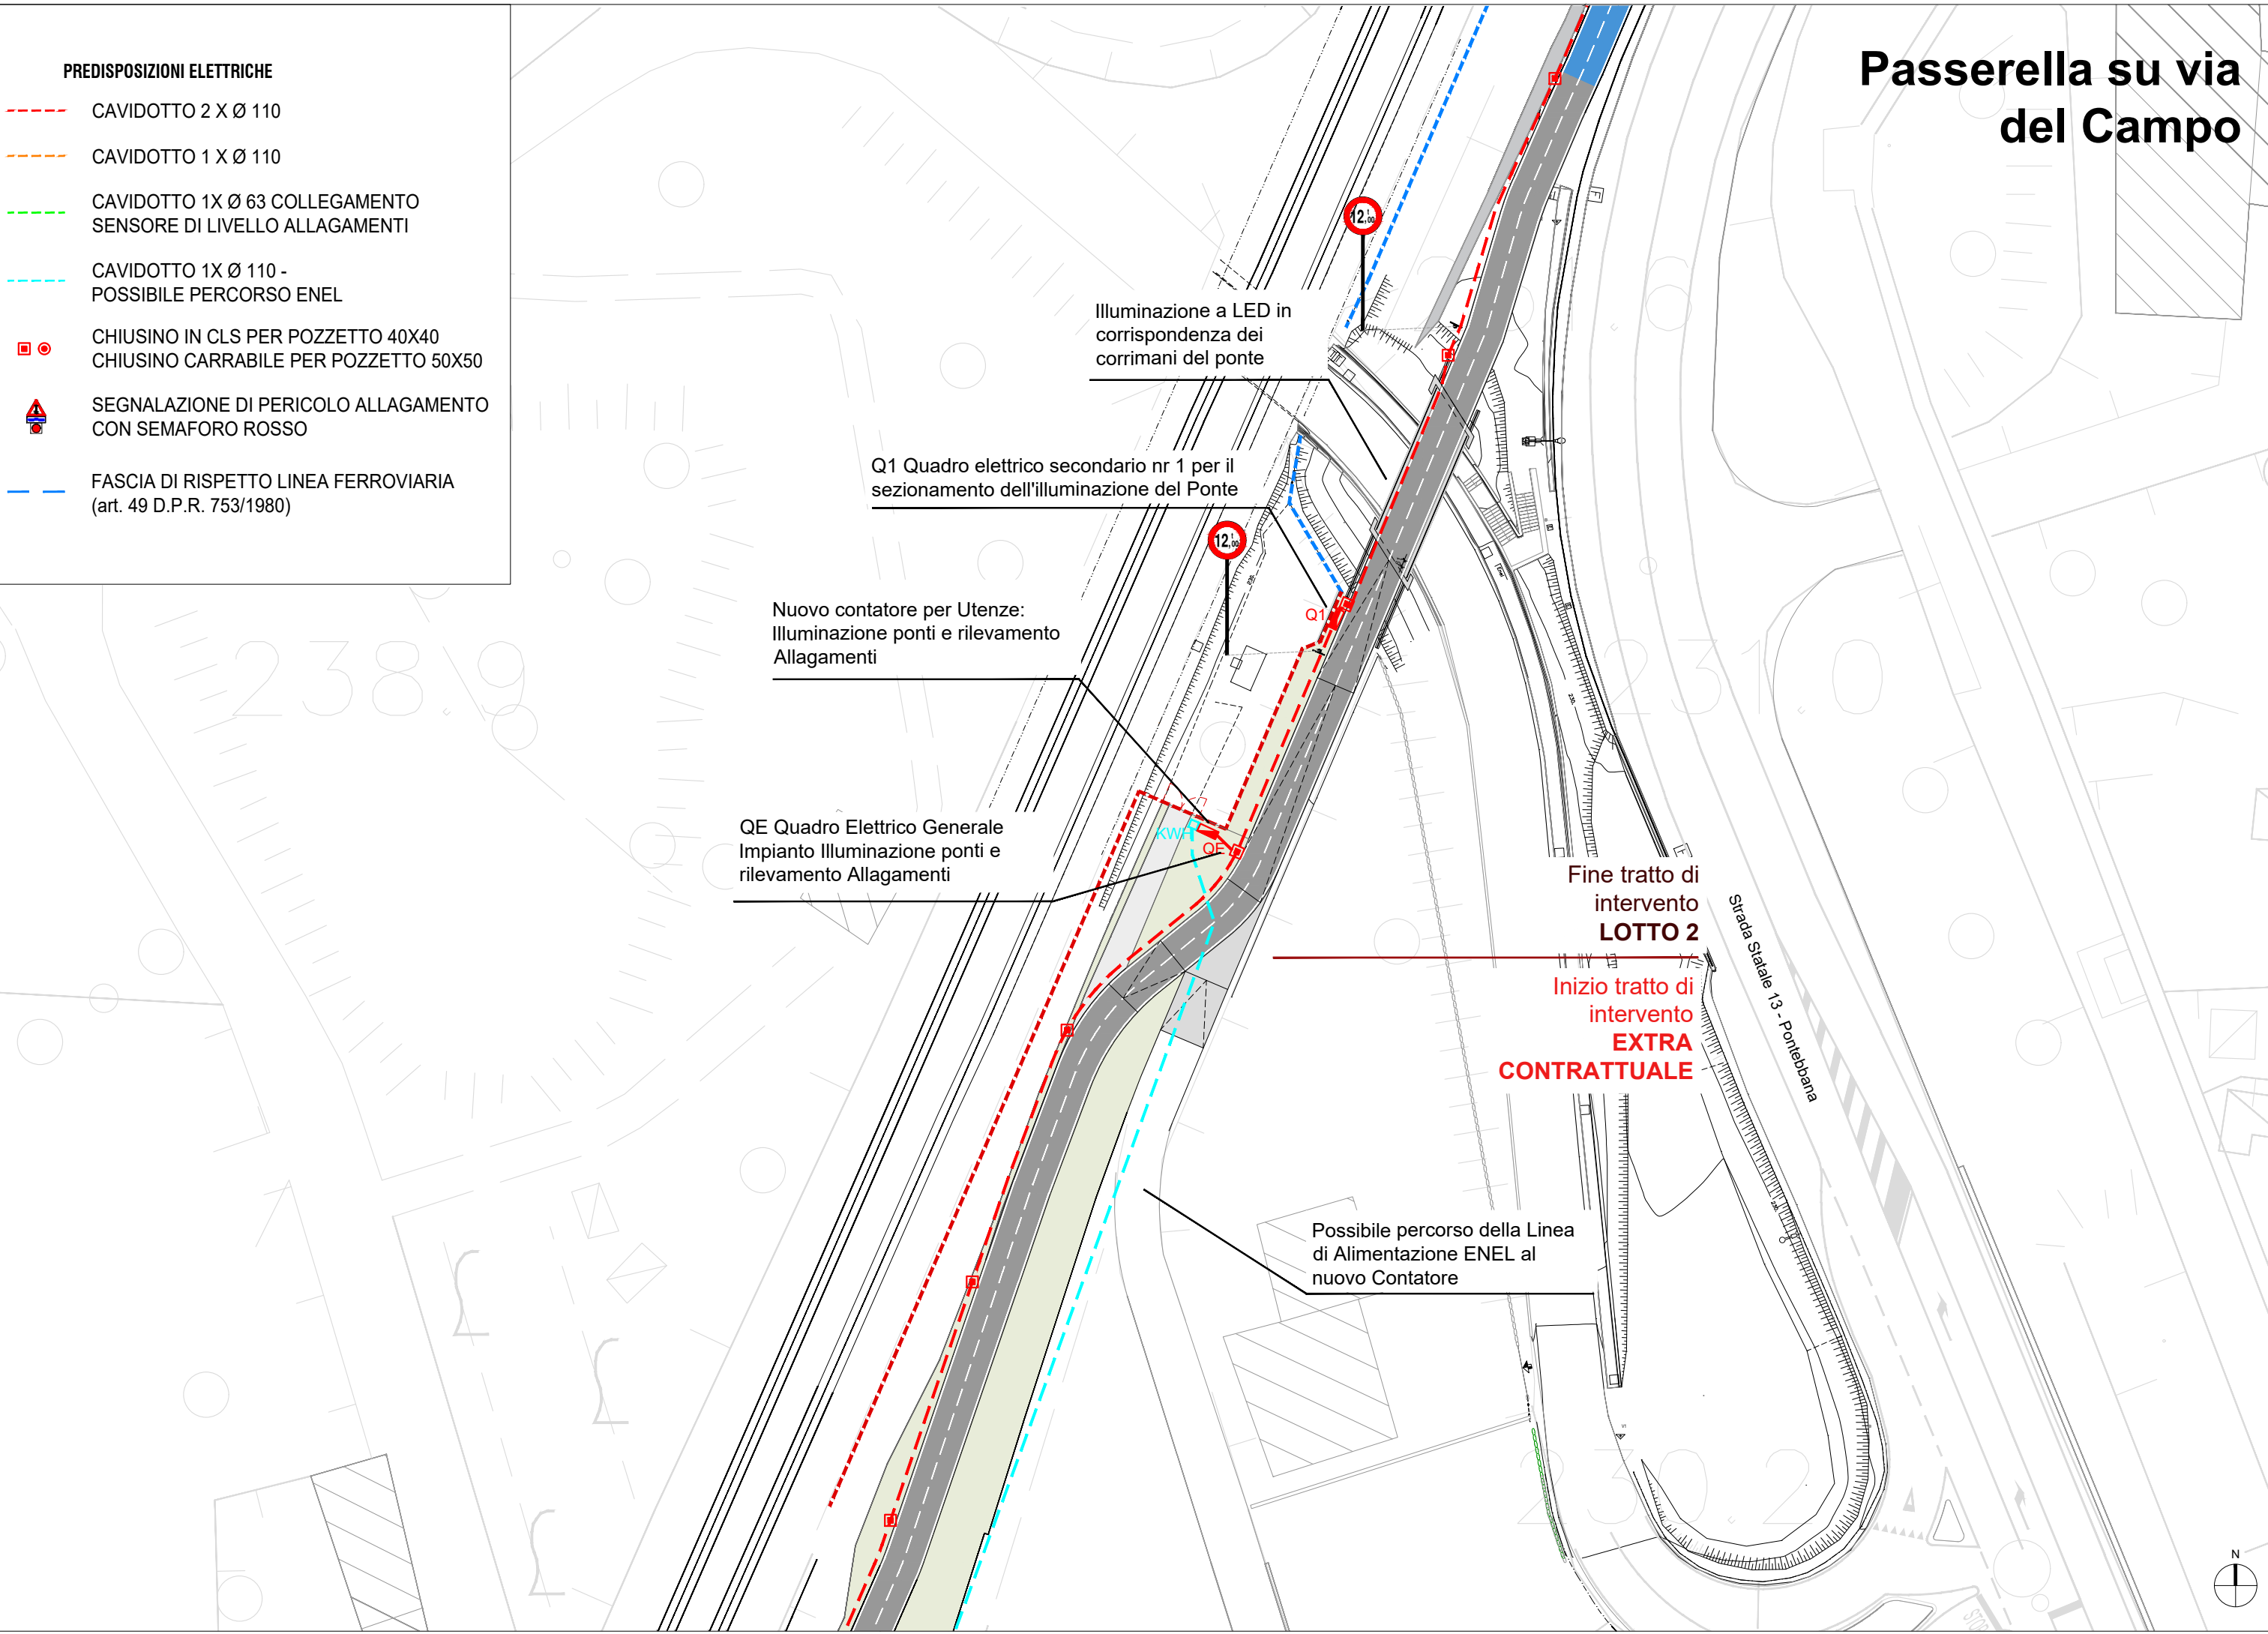 PREDISPOSIZIONI ELETTRICHE
CAVIDOTTO 2 X Ø 110
CAVIDOTTO 1 X Ø 110
CAVIDOTTO 1X Ø 63 COLLEGAMENTO
SENSORE DI LIVELLO ALLAGAMENTI
CAVIDOTTO 1X Ø 110 -
POSSIBILE PERCORSO ENEL
CHIUSINO IN CLS PER POZZETTO 40X40
CHIUSINO CARRABILE PER POZZETTO 50X50
SEGNALAZIONE DI PERICOLO ALLAGAMENTO
CON SEMAFORO ROSSO
FASCIA DI RISPETTO LINEA FERROVIARIA
(art. 49 D.P.R. 753/1980)
Passerella su via
del Campo
Illuminazione a LED in
corrispondenza dei
corrimani del ponte
Q1 Quadro elettrico secondario nr 1 per il
sezionamento dell'illuminazione del Ponte
Nuovo contatore per Utenze:
Illuminazione ponti e rilevamento
Allagamenti
Q1
KWH
QE
QE Quadro Elettrico Generale
Impianto Illuminazione ponti e
rilevamento Allagamenti
238 9
2310
Fine tratto di
intervento
LOTTO 2
Inizio tratto di
intervento
EXTRA
CONTRATTUALE
Strada Statale 13 - Pontebbana
Possibile percorso della Linea
di Alimentazione ENEL al
nuovo Contatore
230 2
N